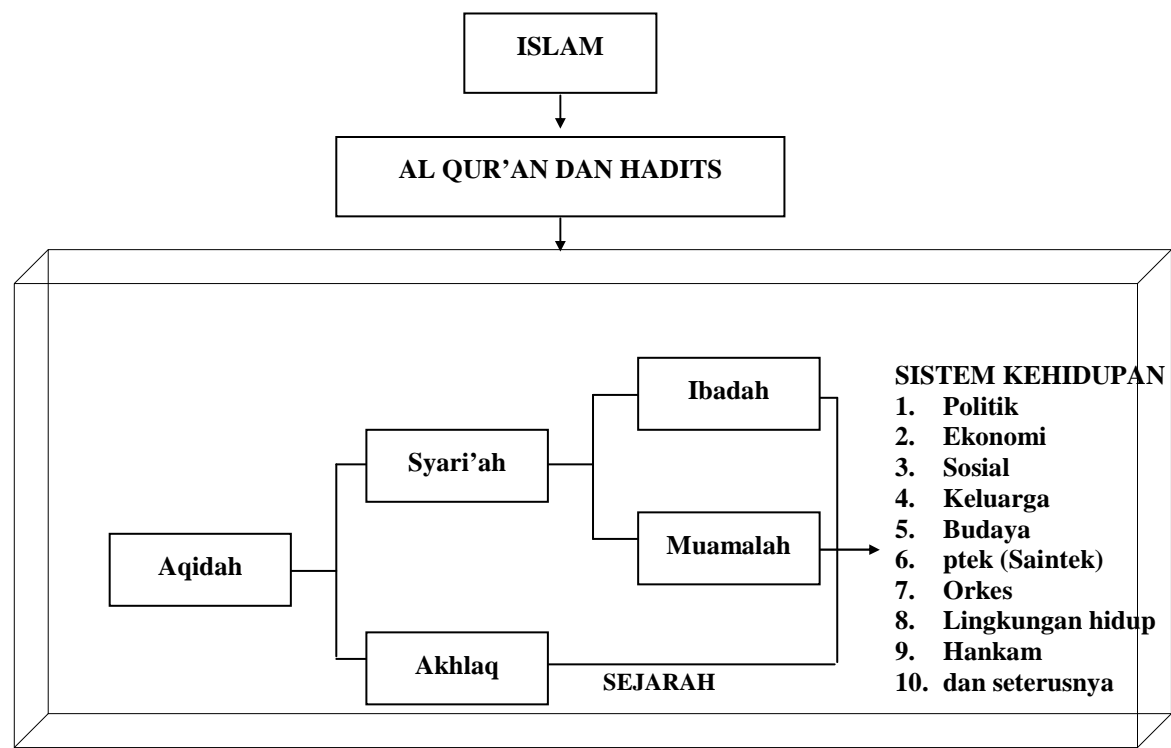 ISLAM
AL QUR’AN DAN HADITS
Aqidah
Syari’ah
Akhlaq
Ibadah
Muamalah
SEJARAH
SISTEM KEHIDUPAN
1. Politik
2. Ekonomi
3. Sosial
4. Keluarga
5. Budaya
6. ptek (Saintek)
7. Orkes
8. Lingkungan hidup
9. Hankam
10. dan seterusnya